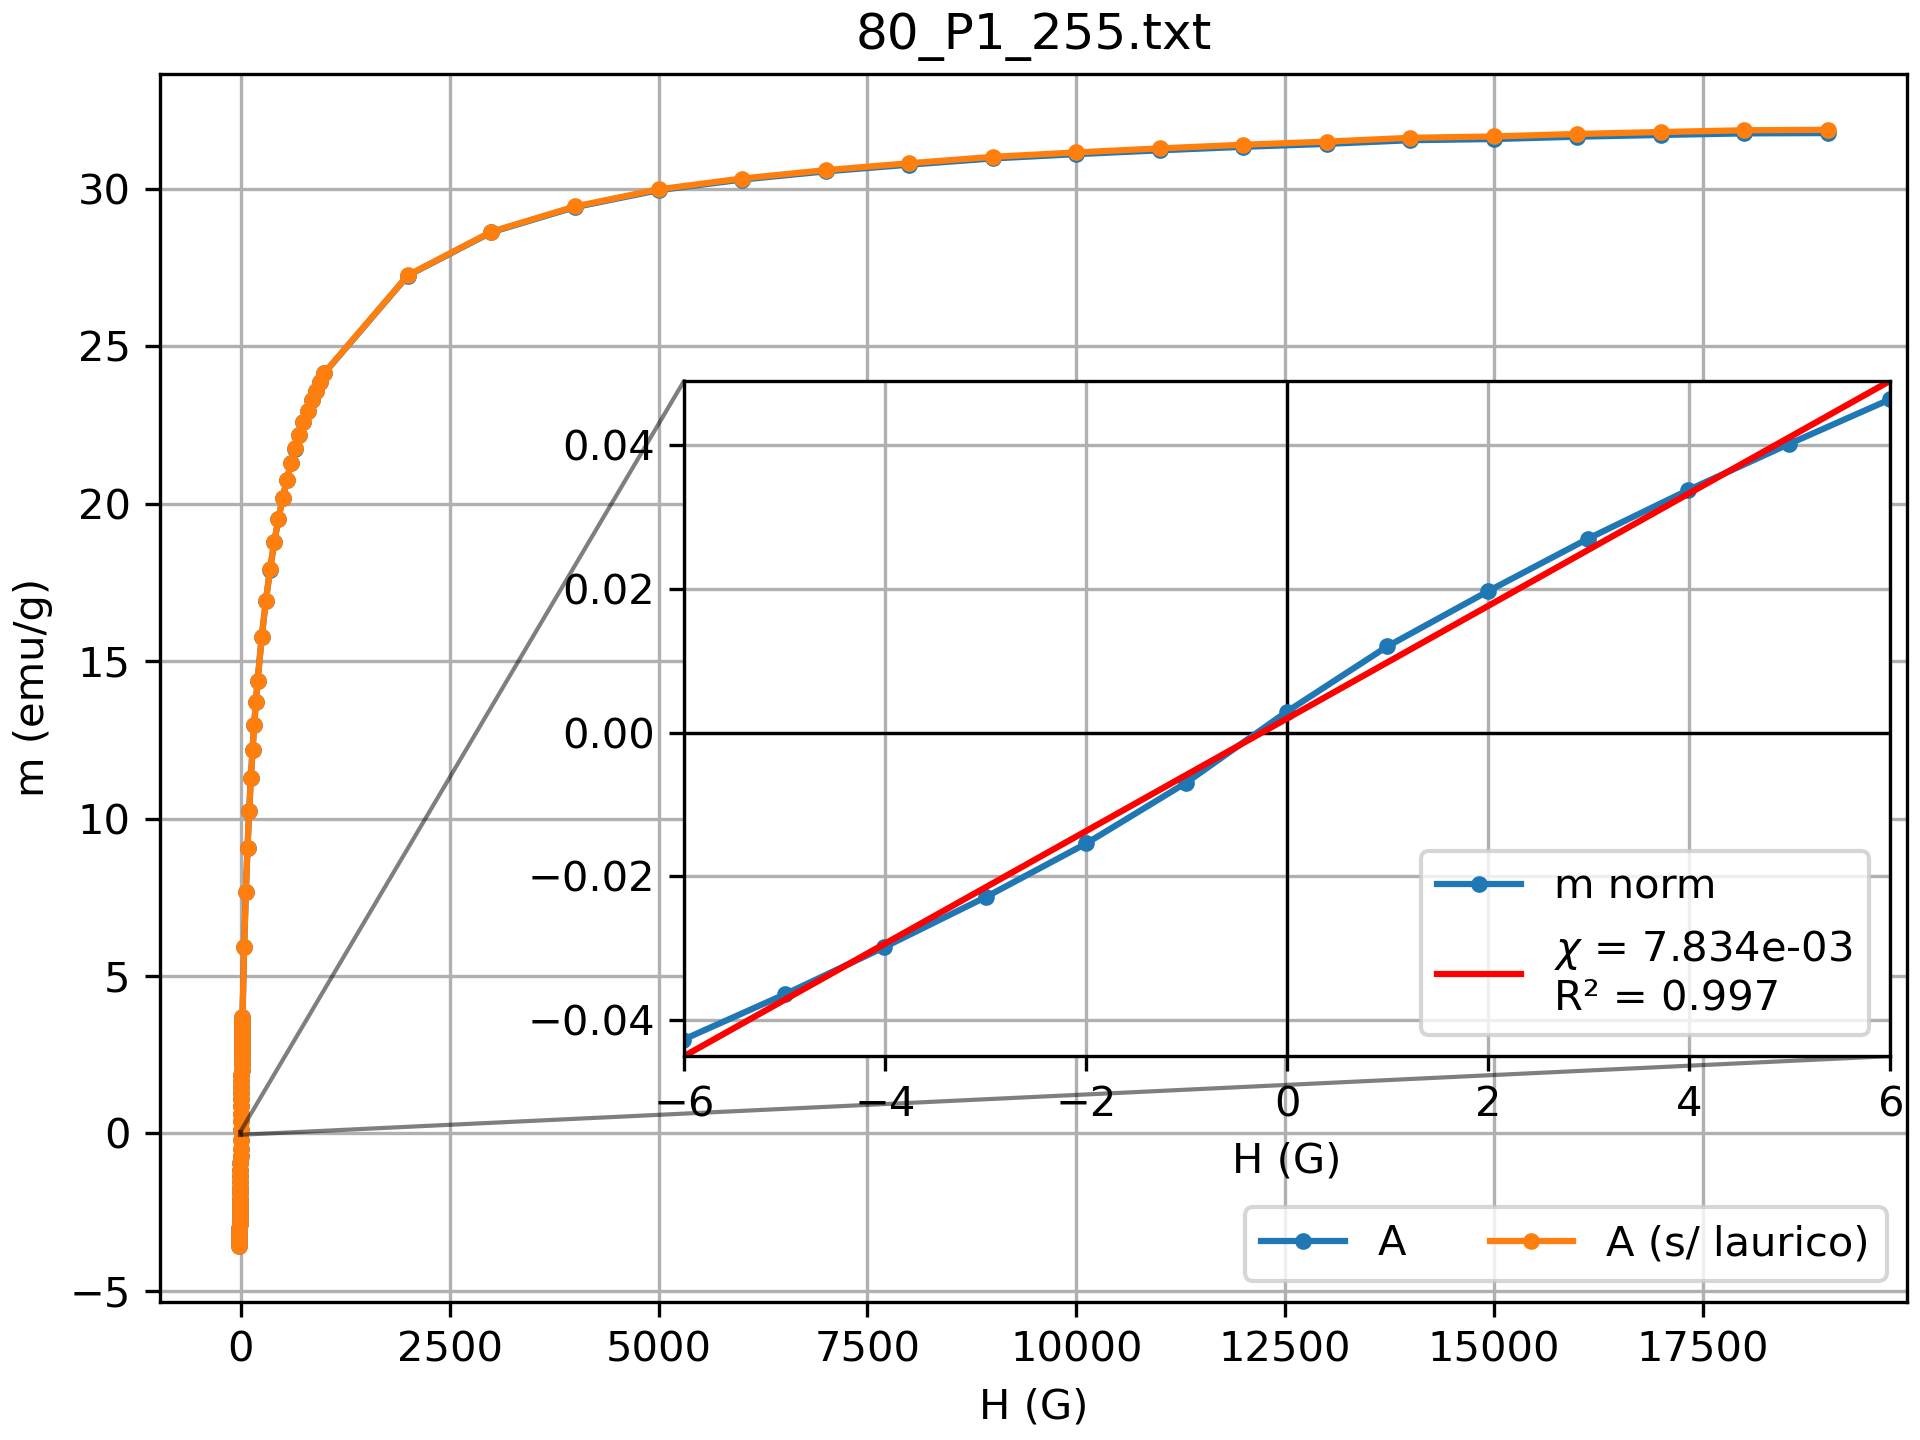 80_P1_255.txt
m (emu/g)
30
25
20
15
10
5
0
−5
0.04
0.02
0.00
−0.02
−0.04
m norm
χ = 7.834e-03
R² = 0.997
−6 −4 −2 0 2 4 6
H (G)
A A (s/ laurico)
0 2500 5000 7500 10000 12500 15000 17500
H (G)